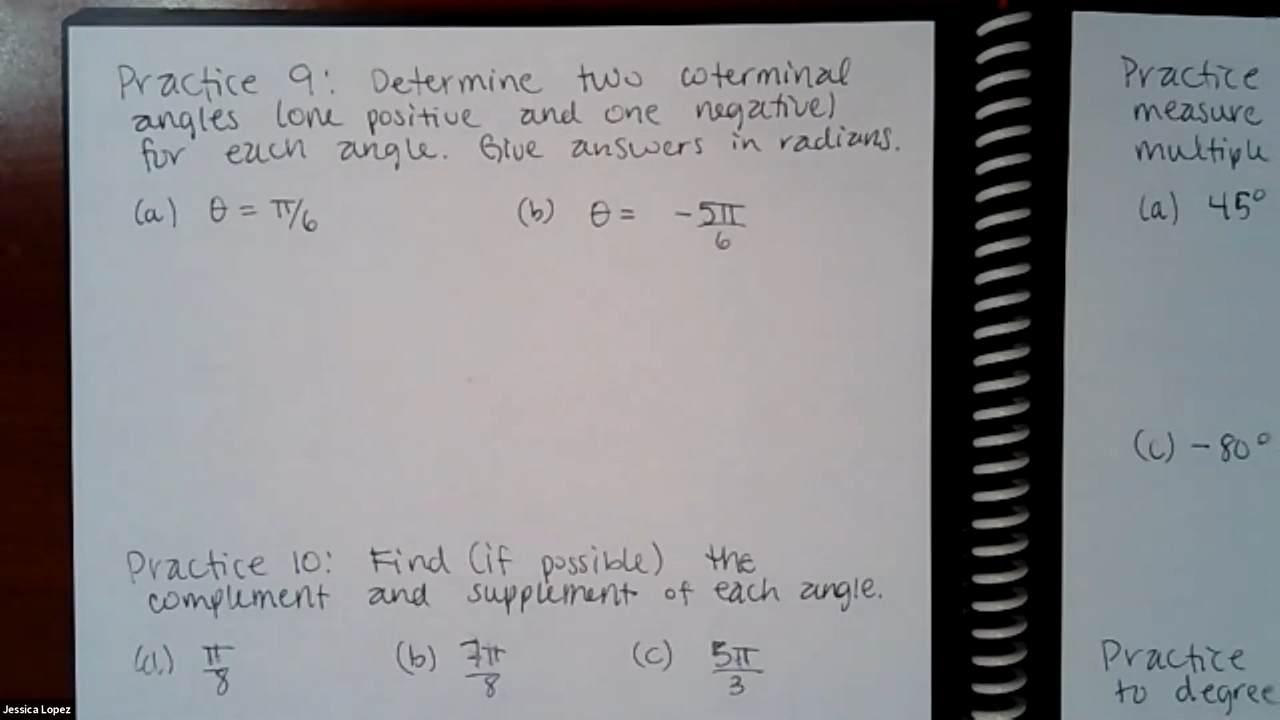 Practice 9: Determine two coterminal
angles (one positive and one negative)
for each angle. Give answers in radians.
(a) θ = π/6 (b) θ = -5π/6
Practice 10: Find (if possible) the
complement and supplement of each angle.
(a) π/8 (b) 7π/8 (c) 5π/3
Practice
measure
multiple
(a) 45°
(c) -80°
Practice
to degree
Jessica Lopez